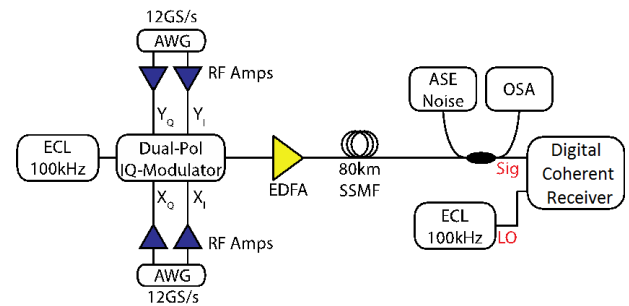 12GS/s
AWG
RF Amps
Y_Q
Y_I
ECL
100kHz
Dual-Pol
IQ-Modulator
X_Q
X_I
RF Amps
AWG
12GS/s
EDFA
80km
SSMF
ASE
Noise
OSA
Sig
Digital
Coherent
Receiver
ECL
100kHz
LO